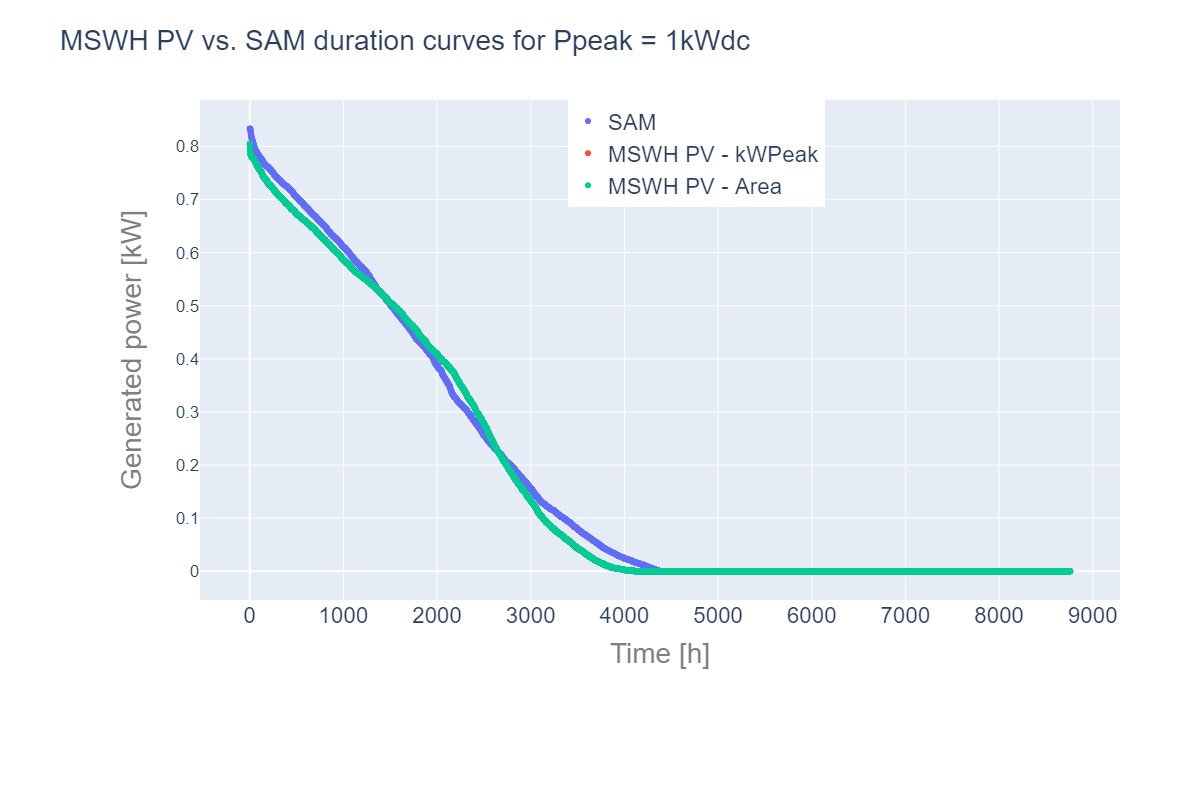 MSWH PV vs. SAM duration curves for Ppeak = 1kWdc
SAM
MSWH PV - kWPeak
MSWH PV - Area
Generated power [kW]
0.8
0.7
0.6
0.5
0.4
0.3
0.2
0.1
0
0 1000 2000 3000 4000 5000 6000 7000 8000 9000
Time [h]